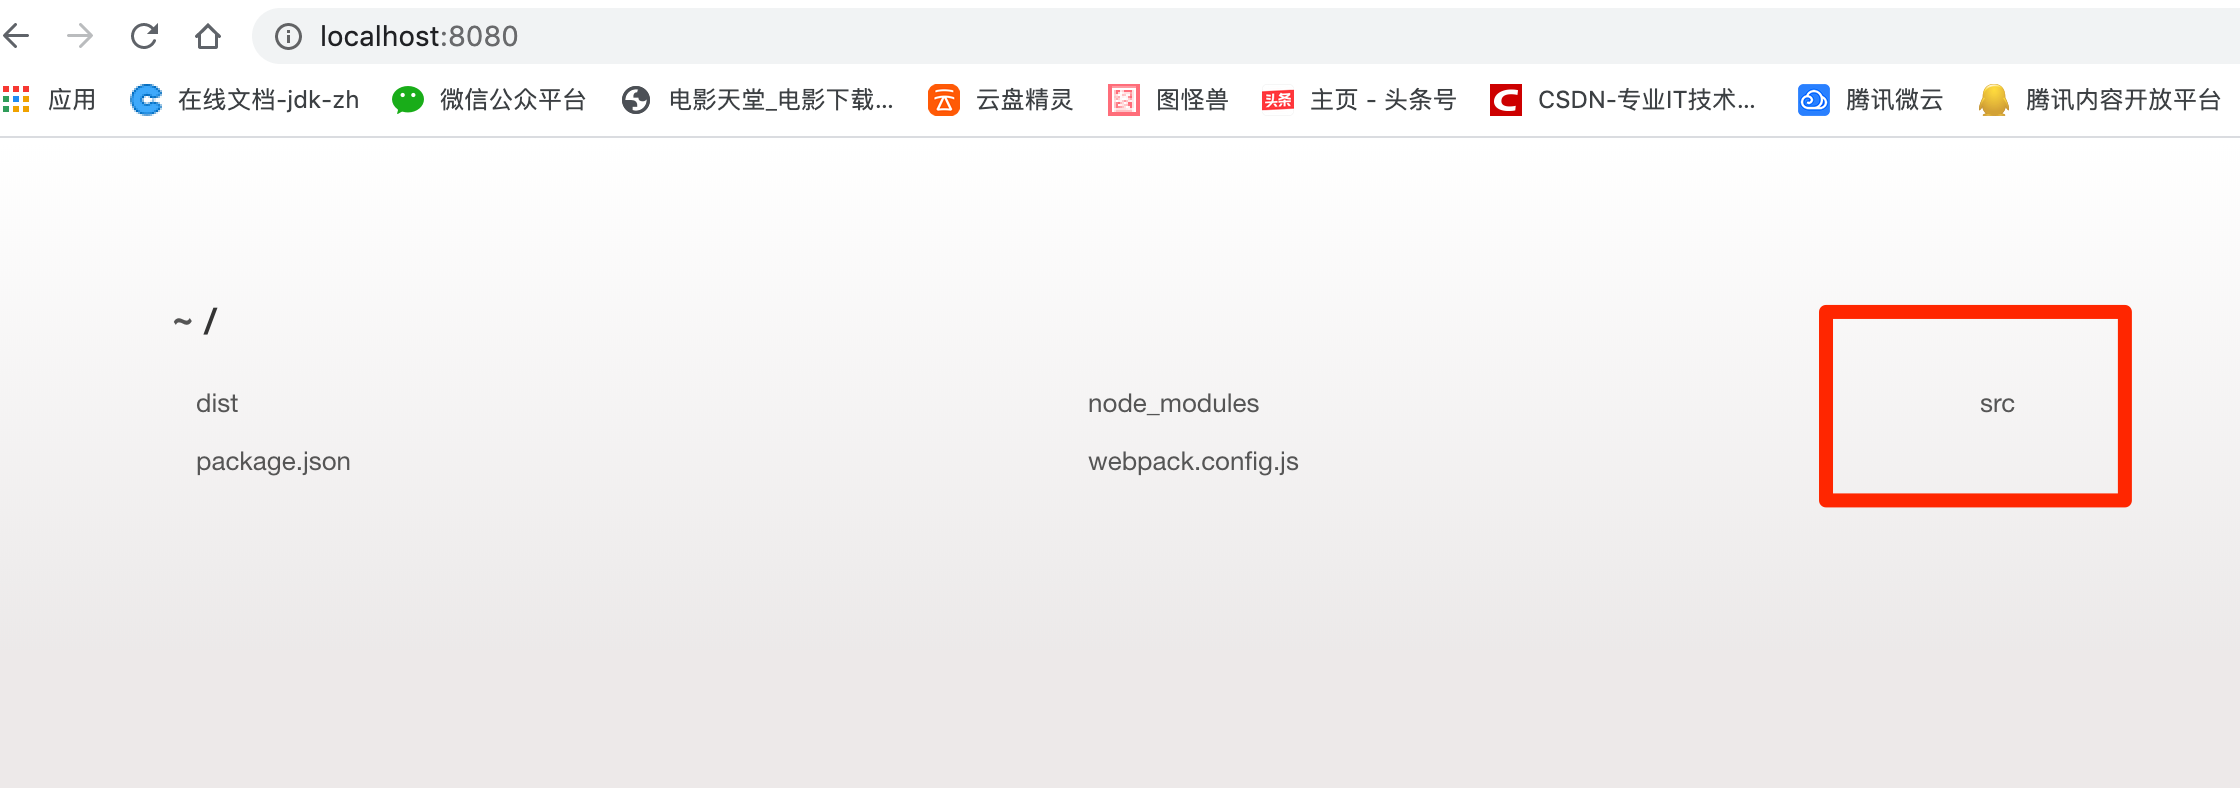 localhost:8080
应用 在线文档-jdk-zh 微信公众平台 电影天堂_电影下载... 云盘精灵 图怪兽 头条 主页 - 头条号 CSDN-专业IT技术... 腾讯微云 腾讯内容开放平台
~ /
dist node_modules src
package.json webpack.config.js